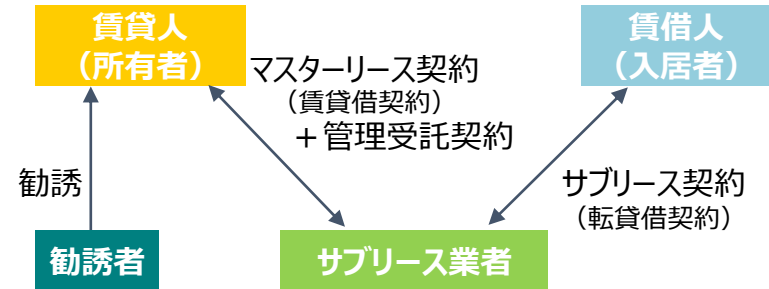 賃貸人
（所有者）
賃借人
（入居者）
マスターリース契約
（賃貸借契約）
＋管理受託契約
勧誘
サブリース契約
（転貸借契約）
勧誘者
サブリース業者